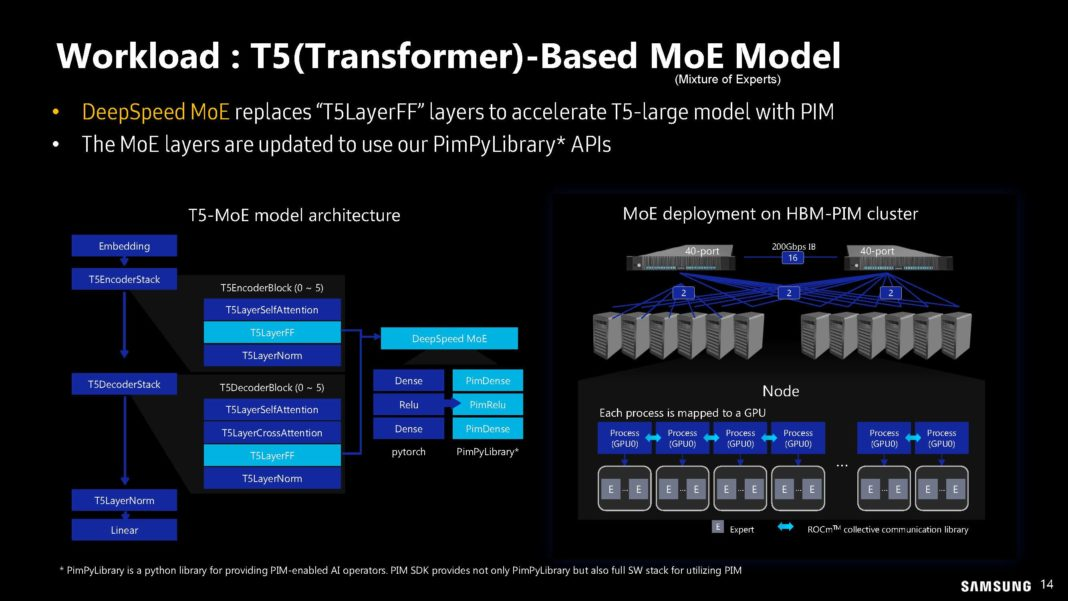 Workload : T5(Transformer)-Based MoE Model
(Mixture of Experts)
• DeepSpeed MoE replaces “T5LayerFF” layers to accelerate T5-large model with PIM
• The MoE layers are updated to use our PimPyLibrary* APIs
T5-MoE model architecture
Embedding
T5EncoderStack
T5EncoderBlock (0 ~ 5)
T5LayerSelfAttention
T5LayerFF
T5LayerNorm
T5DecoderStack
T5DecoderBlock (0 ~ 5)
T5LayerSelfAttention
T5LayerCrossAttention
T5LayerFF
T5LayerNorm
T5LayerNorm
Linear
DeepSpeed MoE
Dense PimDense
Relu PimRelu
Dense PimDense
pytorch PimPyLibrary*
MoE deployment on HBM-PIM cluster
40-port 200Gbps IB 40-port
16
2 2 2
Node
Each process is mapped to a GPU
Process Process Process Process Process Process
(GPU0) (GPU0) (GPU0) (GPU0) (GPU0) (GPU0)
...
E ... E E ... E E ... E E ... E E ... E E ... E
E Expert ROCm™ collective communication library
* PimPyLibrary is a python library for providing PIM-enabled AI operators. PIM SDK provides not only PimPyLibrary but also full SW stack for utilizing PIM
SAMSUNG 14